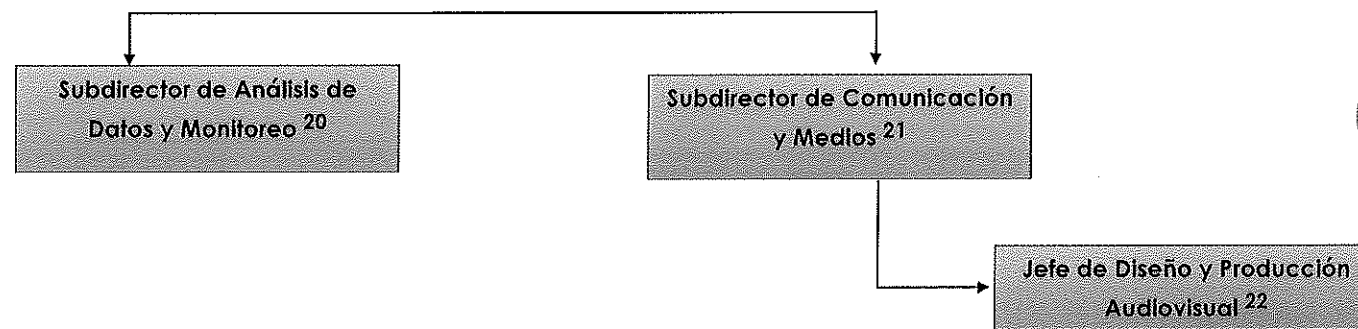 Subdirector de Análisis de
Datos y Monitoreo 20
Subdirector de Comunicación
y Medios 21
Jefe de Diseño y Producción
Audiovisual 22